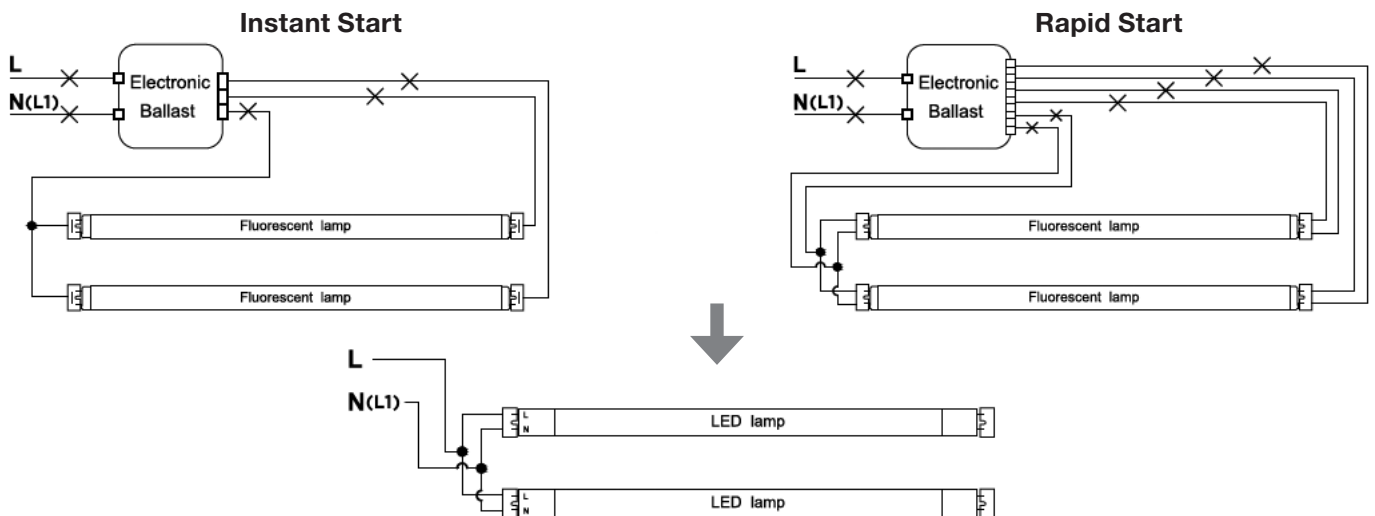 Instant Start
L
N(L1)
Electronic
Ballast
Fluorescent lamp
Fluorescent lamp
Rapid Start
L
N(L1)
Electronic
Ballast
Fluorescent lamp
Fluorescent lamp
L
N(L1)
L
N
LED lamp
L
N
LED lamp